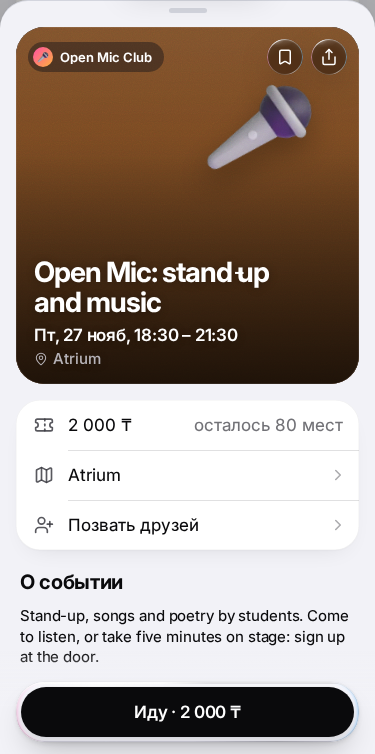 Open Mic Club
Open Mic: stand-up
and music
Пт, 27 нояб, 18:30 – 21:30
Atrium
2 000 ₸
осталось 80 мест
Atrium
Позвать друзей
О событии
Stand-up, songs and poetry by students. Come
to listen, or take five minutes on stage: sign up
at the door.
Иду · 2 000 ₸